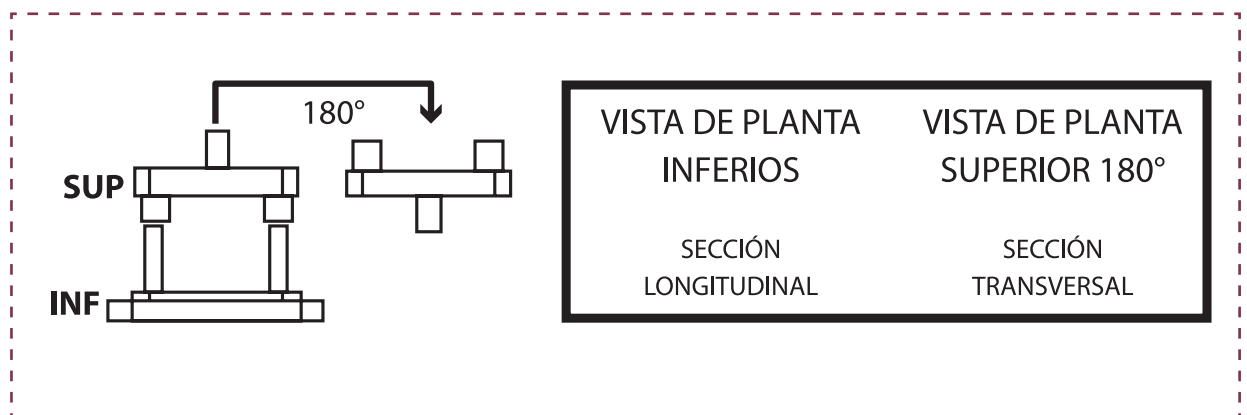 180°
SUP
INF
VISTA DE PLANTA
INFERIOS
SECCIÓN
LONGITUDINAL
VISTA DE PLANTA
SUPERIOR 180°
SECCIÓN
TRANSVERSAL